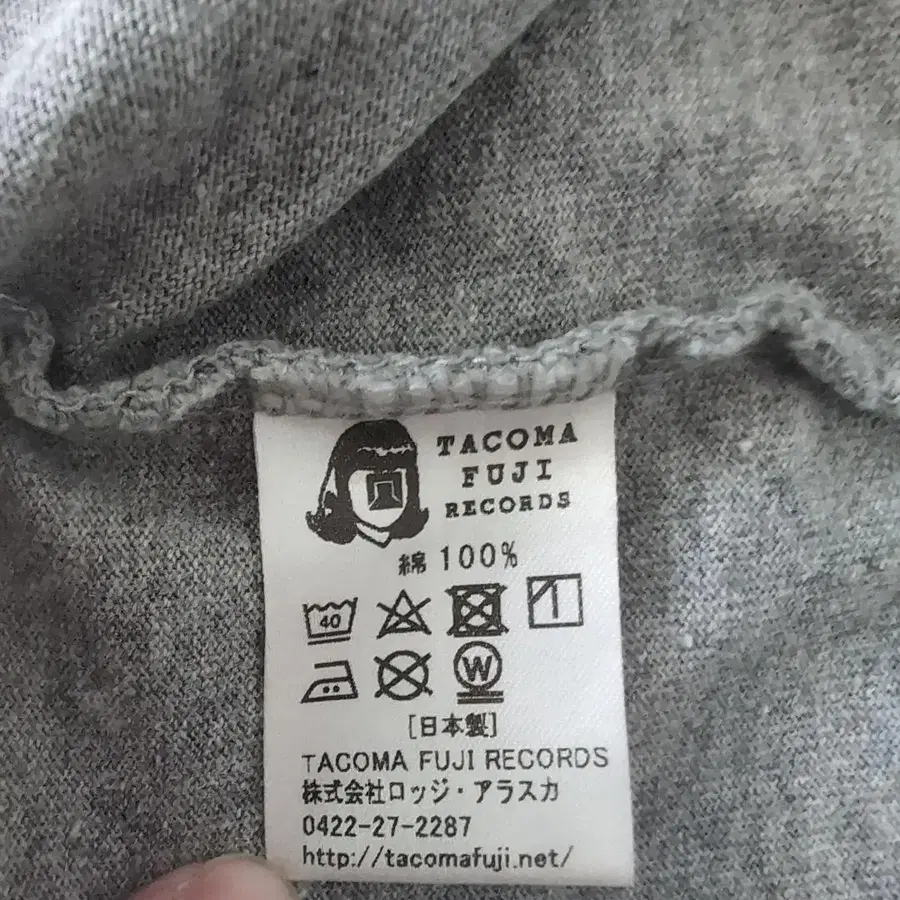 TACOMA
FUJI
RECORDS
綿 100%
40
W
[日本製]
TACOMA FUJI RECORDS
株式会社ロッジ・アラスカ
0422-27-2287
http://tacomafuji.net/